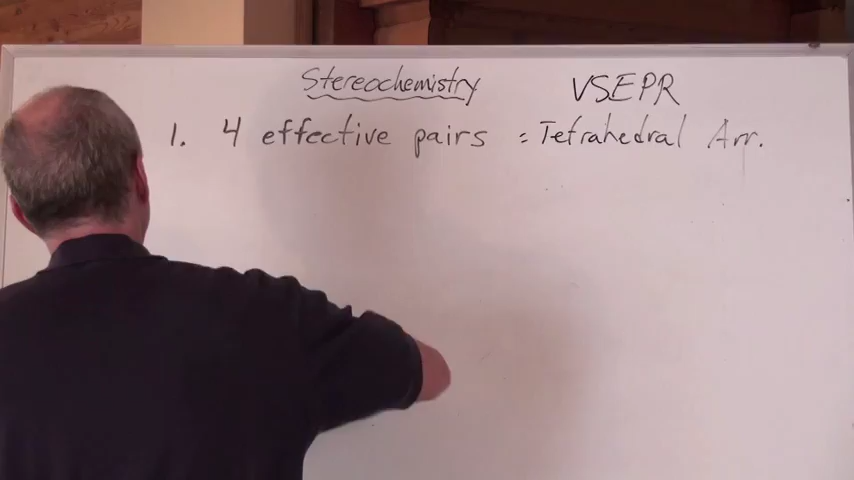 Stereochemistry VSEPR
1. 4 effective pairs = Tetrahedral Arr.